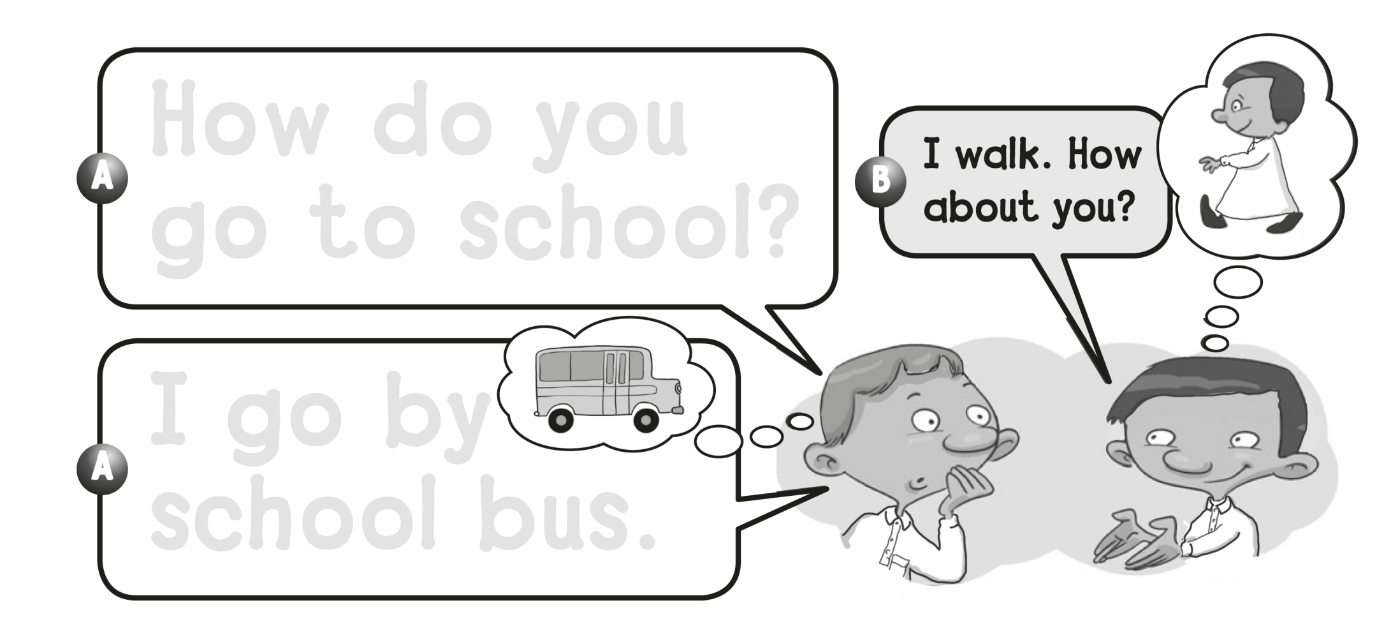 A
How do you
go to school?
B
I walk. How
about you?
A
I go by
school bus.